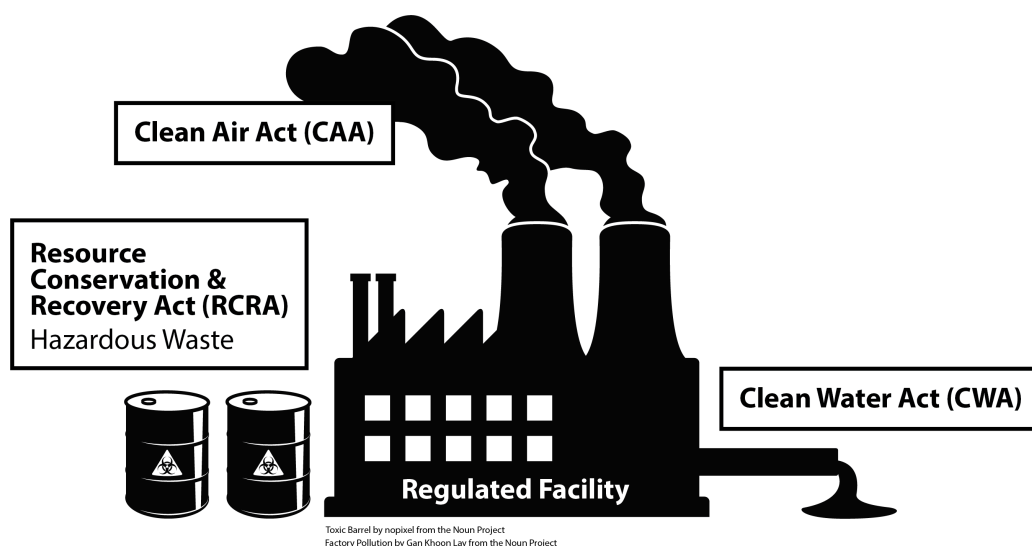 Clean Air Act (CAA)
Resource
Conservation &
Recovery Act (RCRA)
Hazardous Waste
Clean Water Act (CWA)
Regulated Facility
Toxic Barrel by nopixel from the Noun Project
Factory Pollution by Gan Khoon Lay from the Noun Project